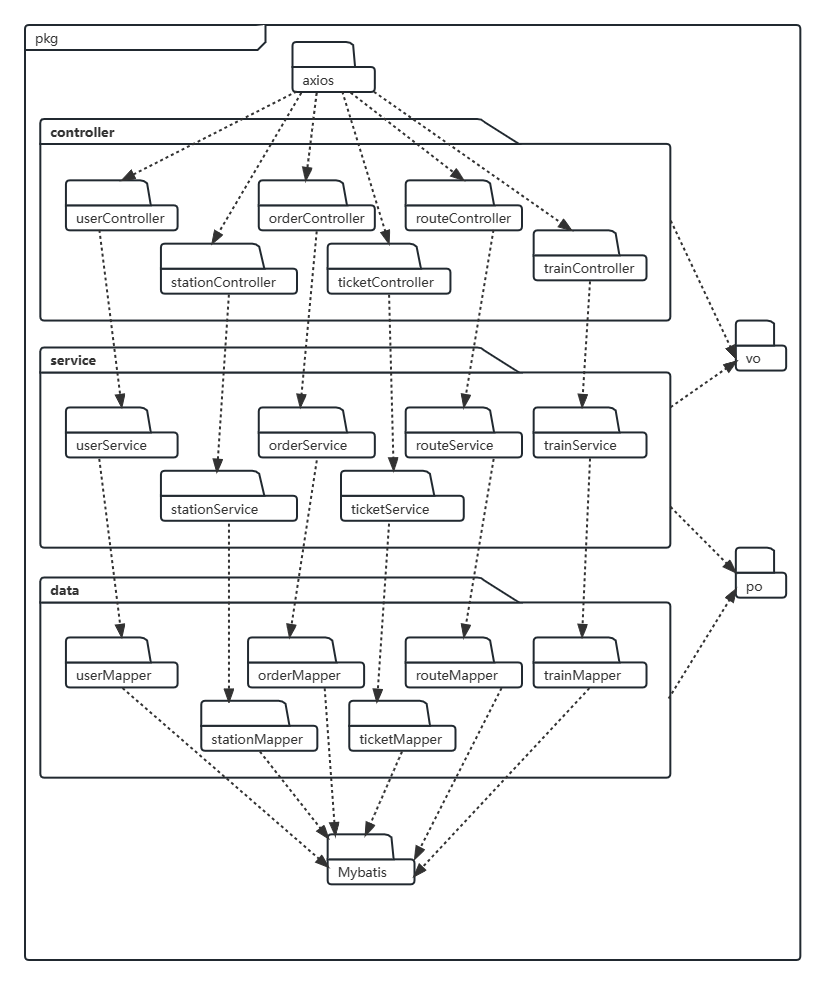 pkg
axios
controller
userController
orderController
routeController
trainController
stationController
ticketController
service
vo
userService
orderService
routeService
trainService
stationService
ticketService
data
po
userMapper
orderMapper
routeMapper
trainMapper
stationMapper
ticketMapper
Mybatis